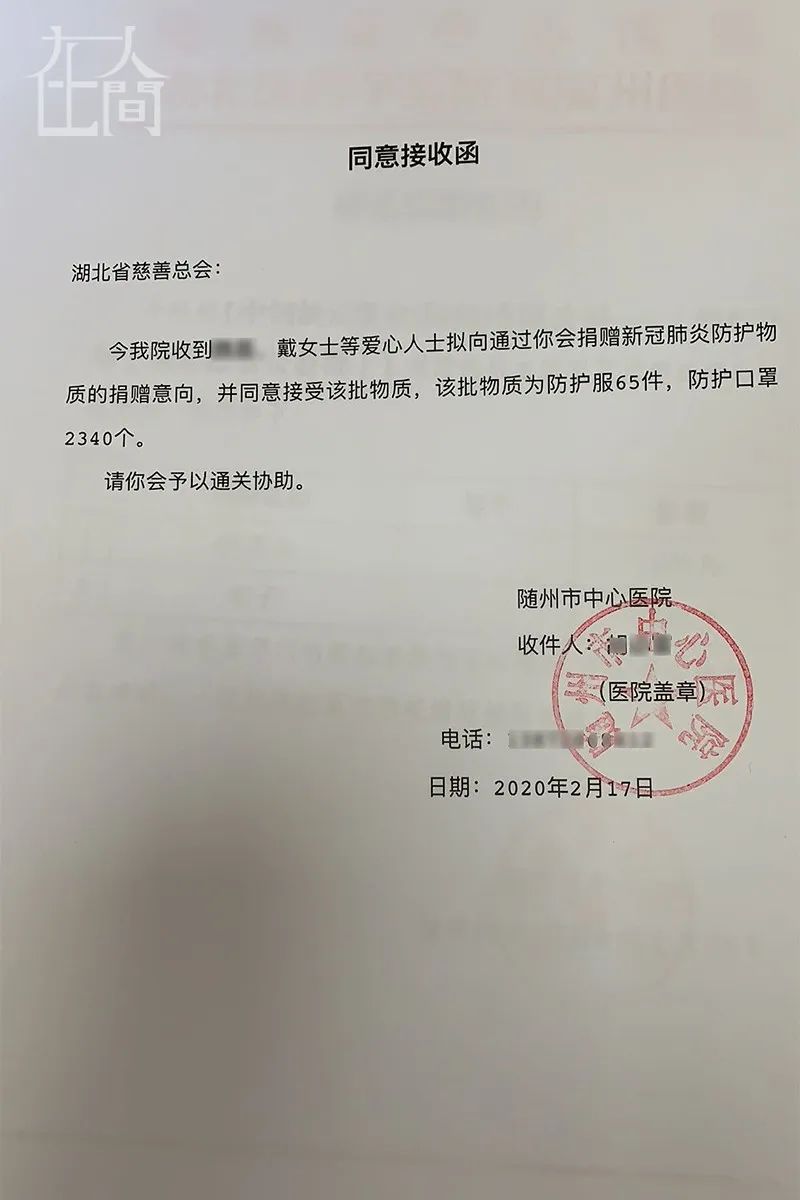 在人間
同意接收函
湖北省慈善总会：
今我院收到 、戴女士等爱心人士拟向通过你会捐赠新冠肺炎防护物
质的捐赠意向，并同意接受该批物质，该批物质为防护服65件，防护口罩
2340个。
请你会予以通关协助。
随州市中心医院
收件人：
（医院盖章）
电话：
日期：2020年2月17日
随州市中心医院